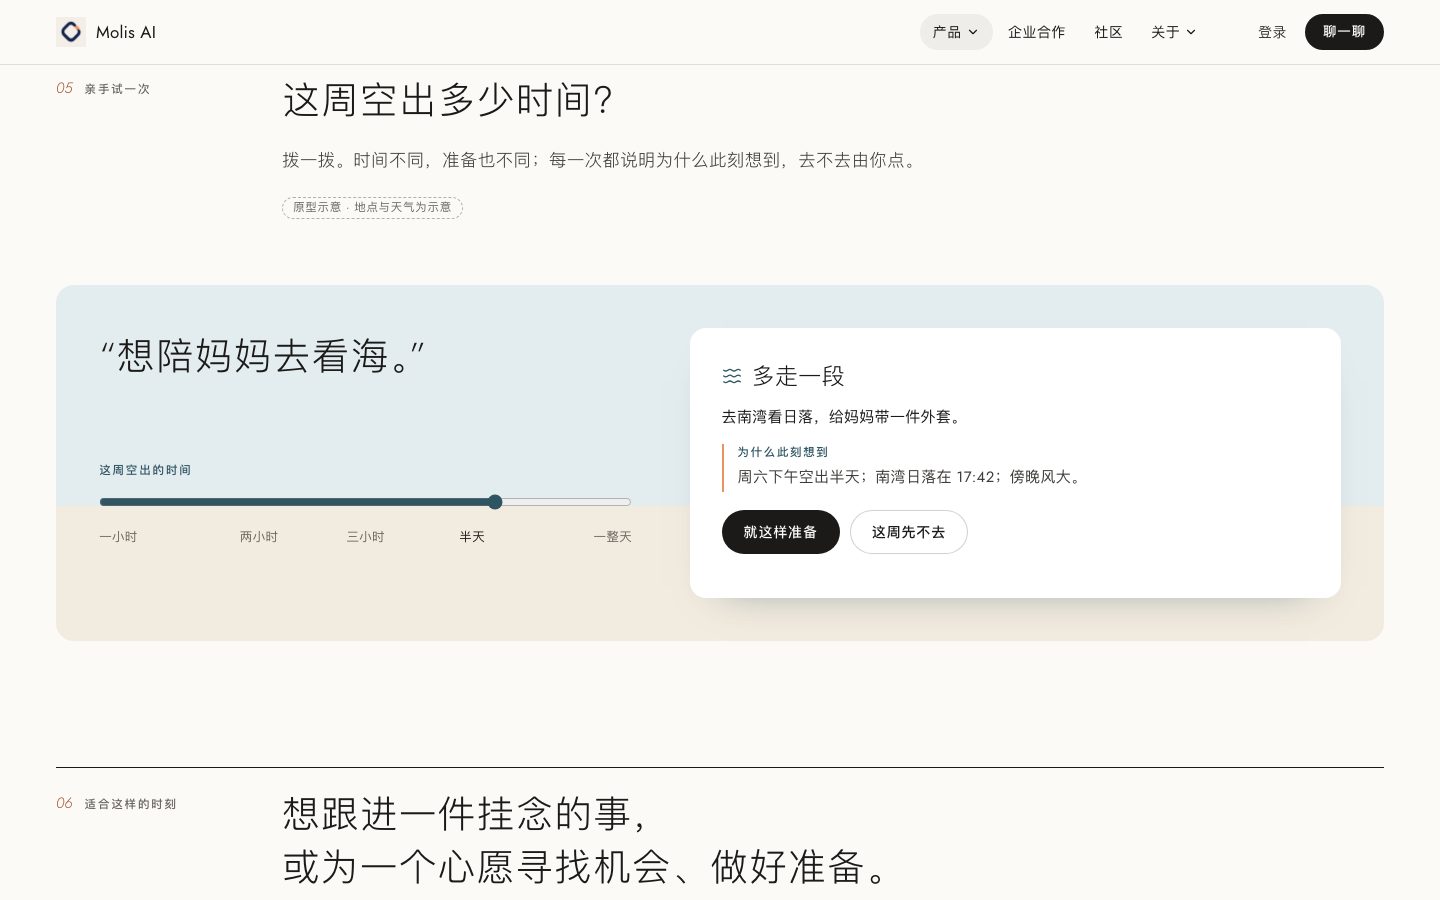 Molis AI
产品
企业合作
社区
关于
登录
聊一聊
05 亲手试一次
这周空出多少时间?
拨一拨。时间不同，准备也不同；每一次都说明为什么此刻想到，去不去由你点。
原型示意 · 地点与天气为示意
“想陪妈妈去看海。”
这周空出的时间
一小时
两小时
三小时
半天
一整天
多走一段
去南湾看日落，给妈妈带一件外套。
为什么此刻想到
周六下午空出半天；南湾日落在 17:42；傍晚风大。
就这样准备
这周先不去
06 适合这样的时刻
想跟进一件挂念的事，
或为一个心愿寻找机会、做好准备。